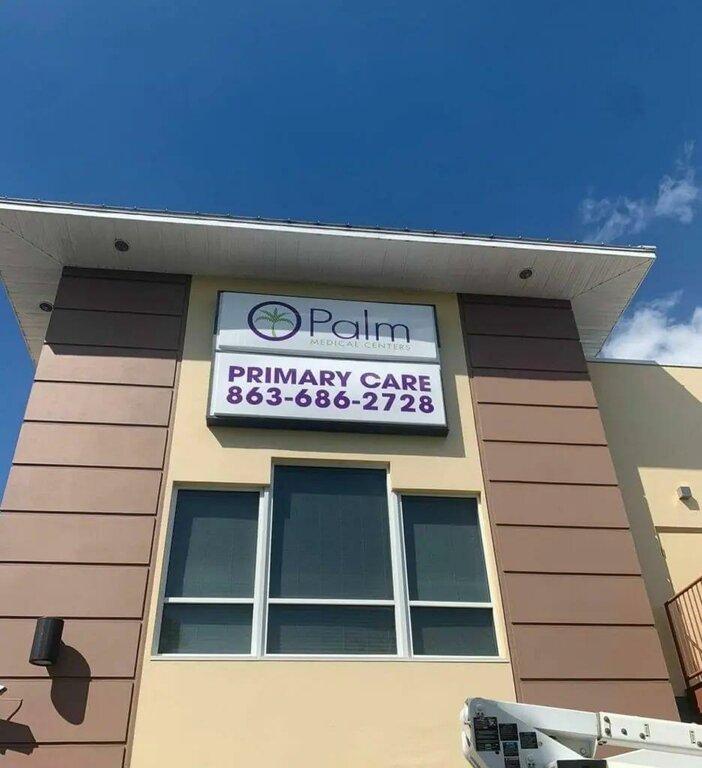 Palm
MEDICAL CENTERS
PRIMARY CARE
863-686-2728